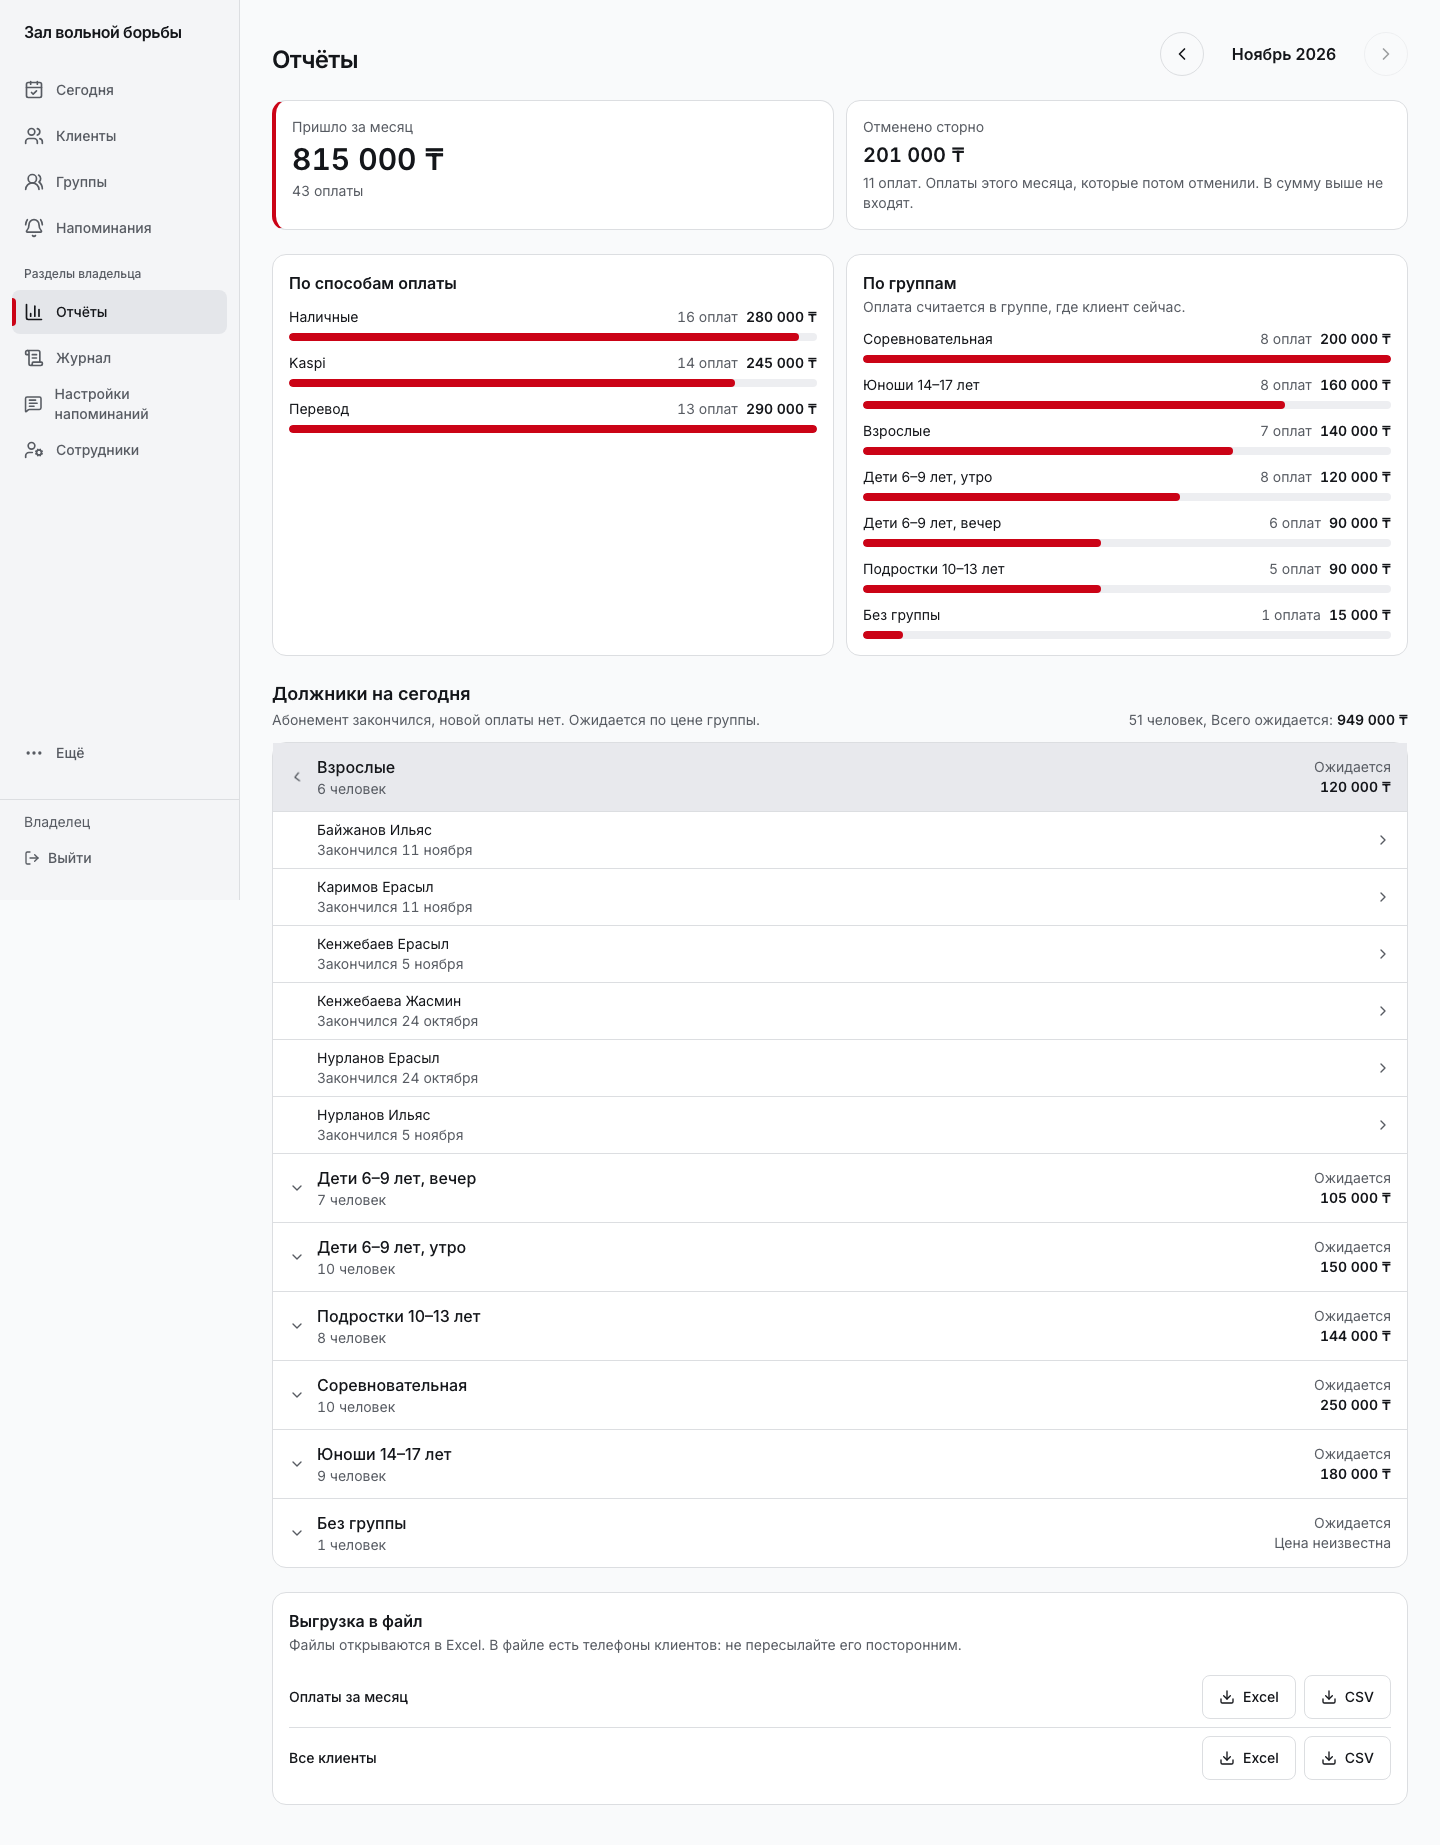 Зал вольной борьбы
Сегодня
Клиенты
Группы
Напоминания
Разделы владельца
Отчёты
Журнал
Настройки
напоминаний
Сотрудники
Ещё
Владелец
Выйти
Отчёты
Ноябрь 2026
Пришло за месяц
815 000 ₸
43 оплаты
Отменено сторно
201 000 ₸
11 оплат. Оплаты этого месяца, которые потом отменили. В сумму выше не
входят.
По способам оплаты
Наличные 16 оплат 280 000 ₸
Kaspi 14 оплат 245 000 ₸
Перевод 13 оплат 290 000 ₸
По группам
Оплата считается в группе, где клиент сейчас.
Соревновательная 8 оплат 200 000 ₸
Юноши 14–17 лет 8 оплат 160 000 ₸
Взрослые 7 оплат 140 000 ₸
Дети 6–9 лет, утро 8 оплат 120 000 ₸
Дети 6–9 лет, вечер 6 оплат 90 000 ₸
Подростки 10–13 лет 5 оплат 90 000 ₸
Без группы 1 оплата 15 000 ₸
Должники на сегодня
Абонемент закончился, новой оплаты нет. Ожидается по цене группы. 51 человек, Всего ожидается: 949 000 ₸
Взрослые
6 человек
Ожидается
120 000 ₸
Байжанов Ильяс
Закончился 11 ноября
Каримов Ерасыл
Закончился 11 ноября
Кенжебаев Ерасыл
Закончился 5 ноября
Кенжебаева Жасмин
Закончился 24 октября
Нурланов Ерасыл
Закончился 24 октября
Нурланов Ильяс
Закончился 5 ноября
Дети 6–9 лет, вечер
7 человек
Ожидается
105 000 ₸
Дети 6–9 лет, утро
10 человек
Ожидается
150 000 ₸
Подростки 10–13 лет
8 человек
Ожидается
144 000 ₸
Соревновательная
10 человек
Ожидается
250 000 ₸
Юноши 14–17 лет
9 человек
Ожидается
180 000 ₸
Без группы
1 человек
Ожидается
Цена неизвестна
Выгрузка в файл
Файлы открываются в Excel. В файле есть телефоны клиентов: не пересылайте его посторонним.
Оплаты за месяц Excel CSV
Все клиенты Excel CSV